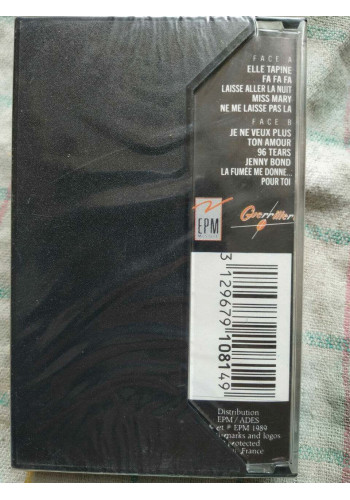 FACE A
ELLE TAPINE
FA FA FA
LAISSE ALLER LA NUIT
MISS MARY
NE ME LAISSE PAS LA
FACE B
JE NE VEUX PLUS
TON AMOUR
96 TEARS
JENNY BOND
LA FUMÉE ME DONNE...
POUR TOI
EPM
3 129679 108149
Distribution
EPM / ADES
et ℗ EPM 1989
marks and logos
protected
France